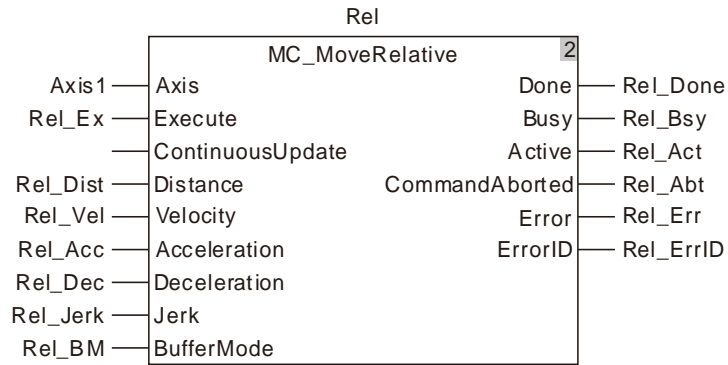 Rel
MC_MoveRelative 2
Axis1 Axis Done Rel_Done
Rel_Ex Execute Busy Rel_Bsy
ContinuousUpdate Active Rel_Act
Rel_Dist Distance CommandAborted Rel_Abt
Rel_Vel Velocity Error Rel_Err
Rel_Acc Acceleration ErrorID Rel_ErrID
Rel_Dec Deceleration
Rel_Jerk Jerk
Rel_BM BufferMode